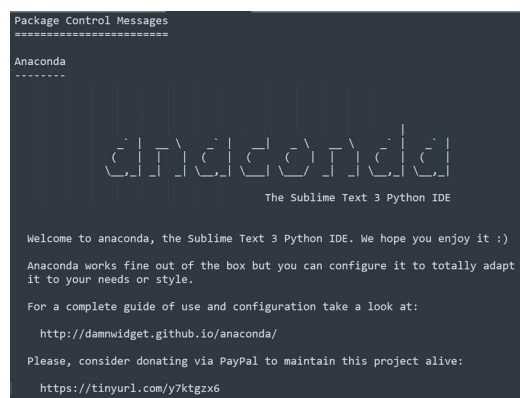 Package Control Messages
========================
Anaconda
--------
anaconda
The Sublime Text 3 Python IDE
Welcome to anaconda, the Sublime Text 3 Python IDE. We hope you enjoy it :)
Anaconda works fine out of the box but you can configure it to totally adapt
it to your needs or style.
For a complete guide of use and configuration take a look at:
http://damnwidget.github.io/anaconda/
Please, consider donating via PayPal to maintain this project alive:
https://tinyurl.com/y7ktgzx6